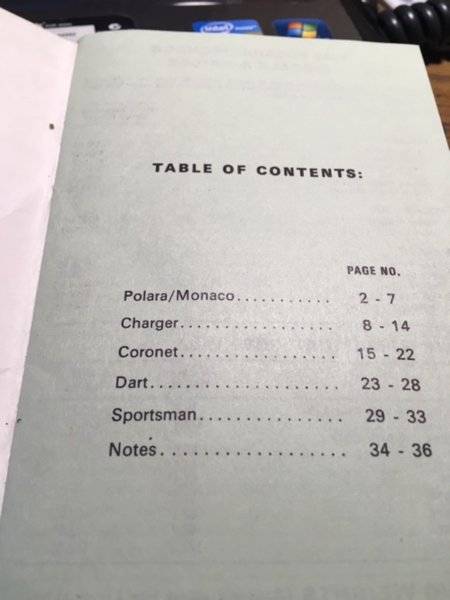 intel
TABLE OF CONTENTS:
PAGE NO.
Polara/Monaco........... 2 - 7
Charger................. 8 - 14
Coronet................. 15 - 22
Dart.................... 23 - 28
Sportsman............... 29 - 33
Notes................... 34 - 36